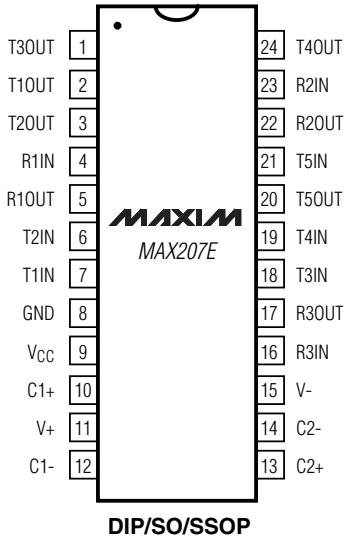 T3OUT 1 24 T4OUT
T1OUT 2 23 R2IN
T2OUT 3 22 R2OUT
R1IN 4 21 T5IN
R1OUT 5 20 T5OUT
MAXIM
T2IN 6 19 T4IN
MAX207E
T1IN 7 18 T3IN
GND 8 17 R3OUT
VCC 9 16 R3IN
C1+ 10 15 V-
V+ 11 14 C2-
C1- 12 13 C2+
DIP/SO/SSOP